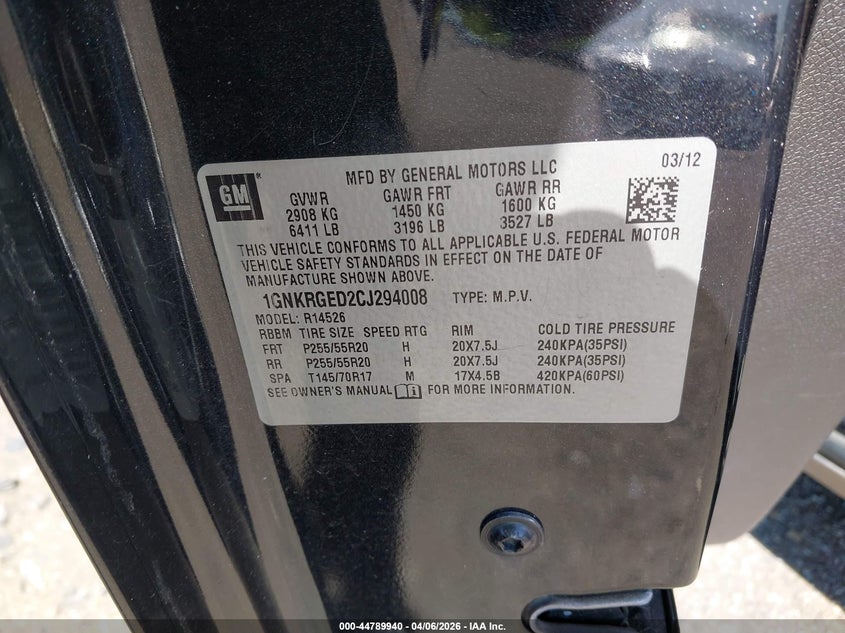 GM
MFD BY GENERAL MOTORS LLC
03/12
GVWR GAWR FRT GAWR RR
2908 KG 1450 KG 1600 KG
6411 LB 3196 LB 3527 LB
THIS VEHICLE CONFORMS TO ALL APPLICABLE U.S. FEDERAL MOTOR
VEHICLE SAFETY STANDARDS IN EFFECT ON THE DATE OF
MANUFACTURE SHOWN ABOVE.
1GNKRGED2CJ294008 TYPE: M.P.V.
MODEL: R14526
RBBM TIRE SIZE SPEED RTG RIM COLD TIRE PRESSURE
FRT P255/55R20 H 20X7.5J 240KPA(35PSI)
RR P255/55R20 H 20X7.5J 240KPA(35PSI)
SPA T145/70R17 M 17X4.5B 420KPA(60PSI)
SEE OWNER'S MANUAL i FOR MORE INFORMATION.
000-44789940 - 04/06/2026 - IAA Inc.